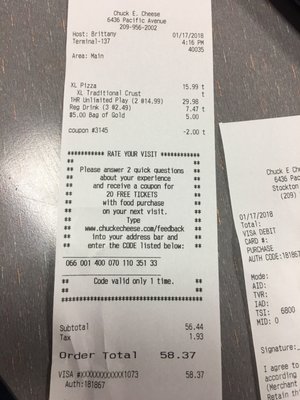 Chuck E. Cheese
6436 Pacific Avenue
209-956-2002
Host: Brittany 01/17/2018
Terminal-137 4:16 PM
40035
Area: Main
XL Pizza 15.99 t
XL Traditional Crust t
1HR Unlimited Play (2 @14.99) 29.98
Reg Drink (3 @2.49) 7.47 t
$5.00 Bag of Gold 5.00
coupon #3145 -2.00 t
*********** RATE YOUR VISIT ************
** Please answer 2 quick questions **
** about your experience **
** and receive a coupon for **
** 20 FREE TICKETS **
** with food purchase **
** on your next visit. **
** Type **
** www.chuckecheese.com/feedback **
** into your address bar and **
** enter the CODE listed below: **
066 001 400 070 110 351 33
** Code valid only 1 time. **
Subtotal 56.44
Tax 1.93
Order Total 58.37
VISA #XXXXXXXXXXXX1073 58.37
Auth:181867
Chuck E
6436 Pac
Stockton
(209)
01/17/2018
Total:
VISA DEBIT
CARD #:
PURCHASE
AUTH CODE:18186
Mode:
AID:
TVR:
IAD:
TSI: 6800
MID: 0
Signature:_
I agree to
according
(Merchant
Retain th